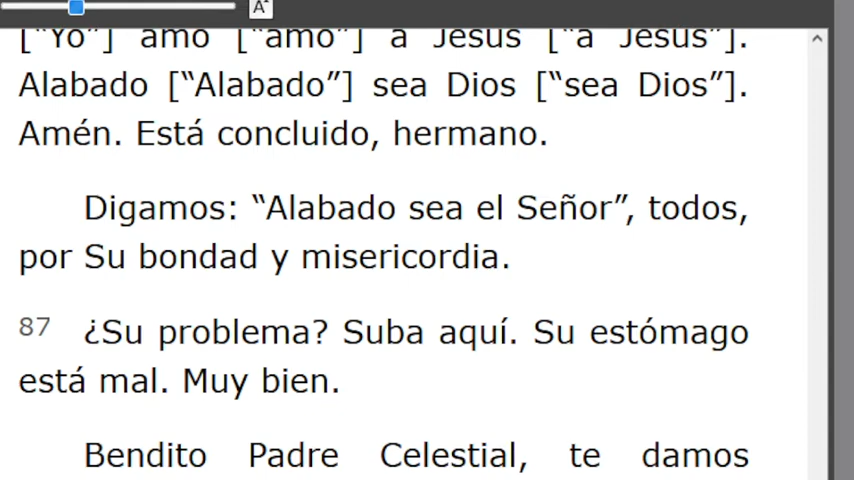 A
["Yo"] amo ["amo"] a Jesús ["a Jesús"].
Alabado [“Alabado”] sea Dios [“sea Dios”].
Amén. Está concluido, hermano.
Digamos: “Alabado sea el Señor”, todos,
por Su bondad y misericordia.
87 ¿Su problema? Suba aquí. Su estómago
está mal. Muy bien.
Bendito Padre Celestial, te damos